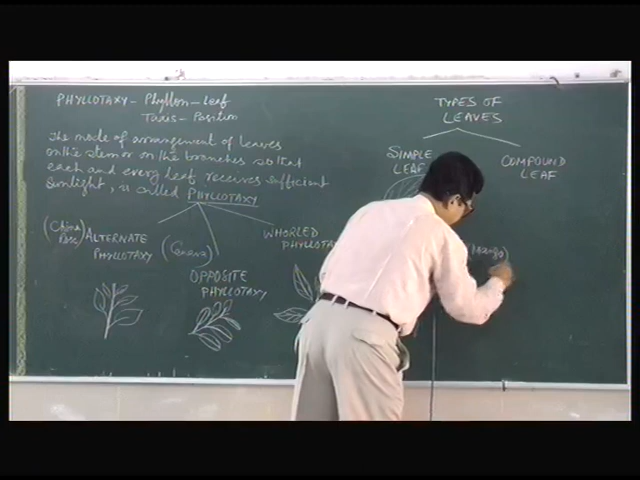 PHYLLOTAXY - Phyllon - Leaf
Taxis - Position
The mode of arrangement of leaves
on the stem or on the branches so that
each and every leaf receives sufficient
sunlight, is called PHYLLOTAXY
(China
Rose)
ALTERNATE
PHYLLOTAXY
(Guava)
OPPOSITE
PHYLLOTAXY
WHORLED
PHYLLOTA
TYPES OF
LEAVES
SIMPLE
LEAF
COMPOUND
LEAF
(Mango)